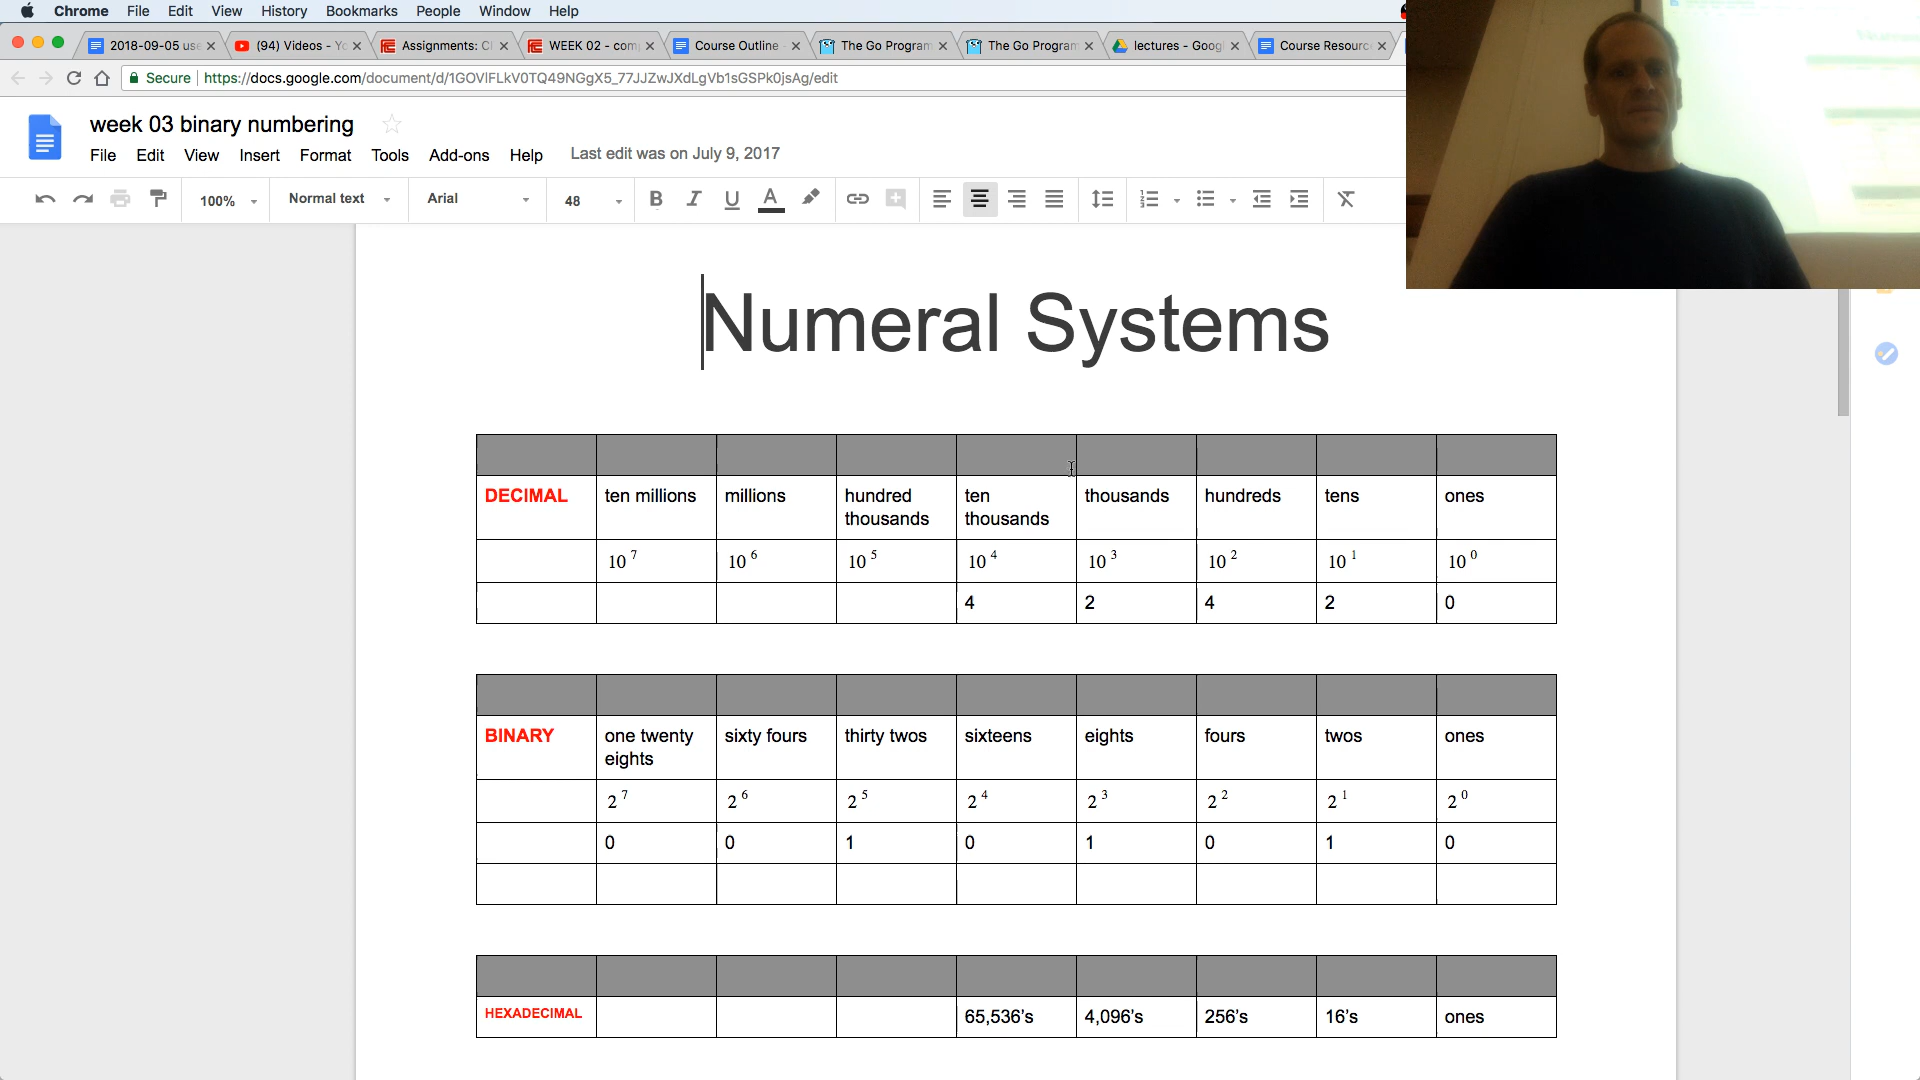 Chrome File Edit View History Bookmarks People Window Help
2018-09-05 use (94) Videos - Yo Assignments: Cl WEEK 02 - com Course Outline - The Go Program The Go Program lectures - Googl Course Resourc
Secure https://docs.google.com/document/d/1GOVlFLkV0TQ49NGgX5_77JJZwJXdLgVb1sGSPk0jsAg/edit
week 03 binary numbering
File Edit View Insert Format Tools Add-ons Help Last edit was on July 9, 2017
100% Normal text Arial 48 B I U A
Numeral Systems
DECIMAL ten millions millions hundred thousands ten thousands thousands hundreds tens ones
10 7 10 6 10 5 10 4 10 3 10 2 10 1 10 0
4 2 4 2 0
BINARY one twenty eights sixty fours thirty twos sixteens eights fours twos ones
2 7 2 6 2 5 2 4 2 3 2 2 2 1 2 0
0 0 1 0 1 0 1 0
HEXADECIMAL 65,536’s 4,096’s 256’s 16’s ones